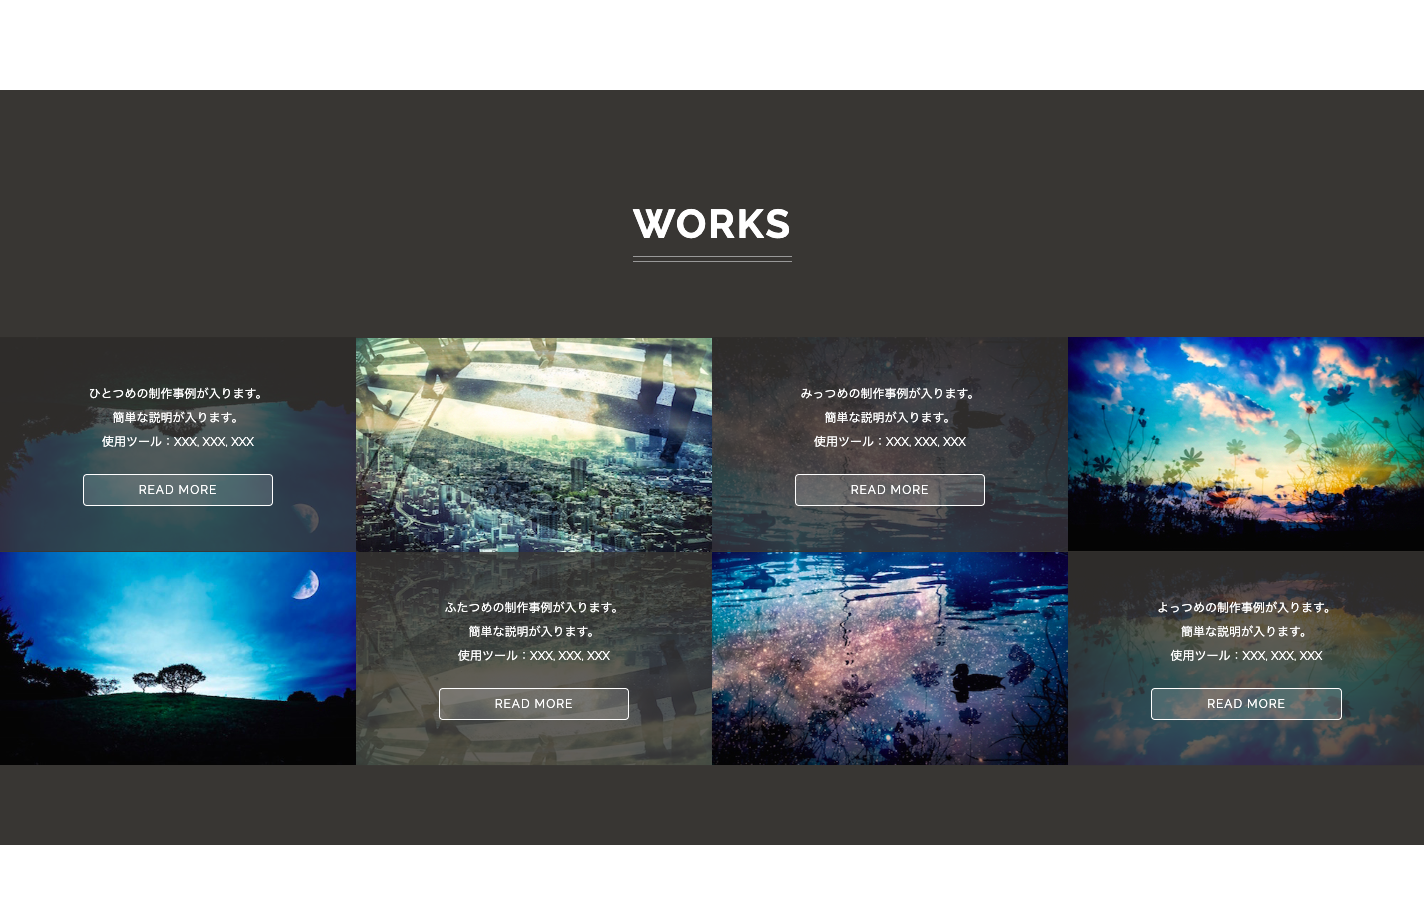 WORKS
ひとつめの制作事例が入ります。
簡単な説明が入ります。
使用ツール：XXX, XXX, XXX
READ MORE
みっつめの制作事例が入ります。
簡単な説明が入ります。
使用ツール：XXX, XXX, XXX
READ MORE
ふたつめの制作事例が入ります。
簡単な説明が入ります。
使用ツール：XXX, XXX, XXX
READ MORE
よっつめの制作事例が入ります。
簡単な説明が入ります。
使用ツール：XXX, XXX, XXX
READ MORE